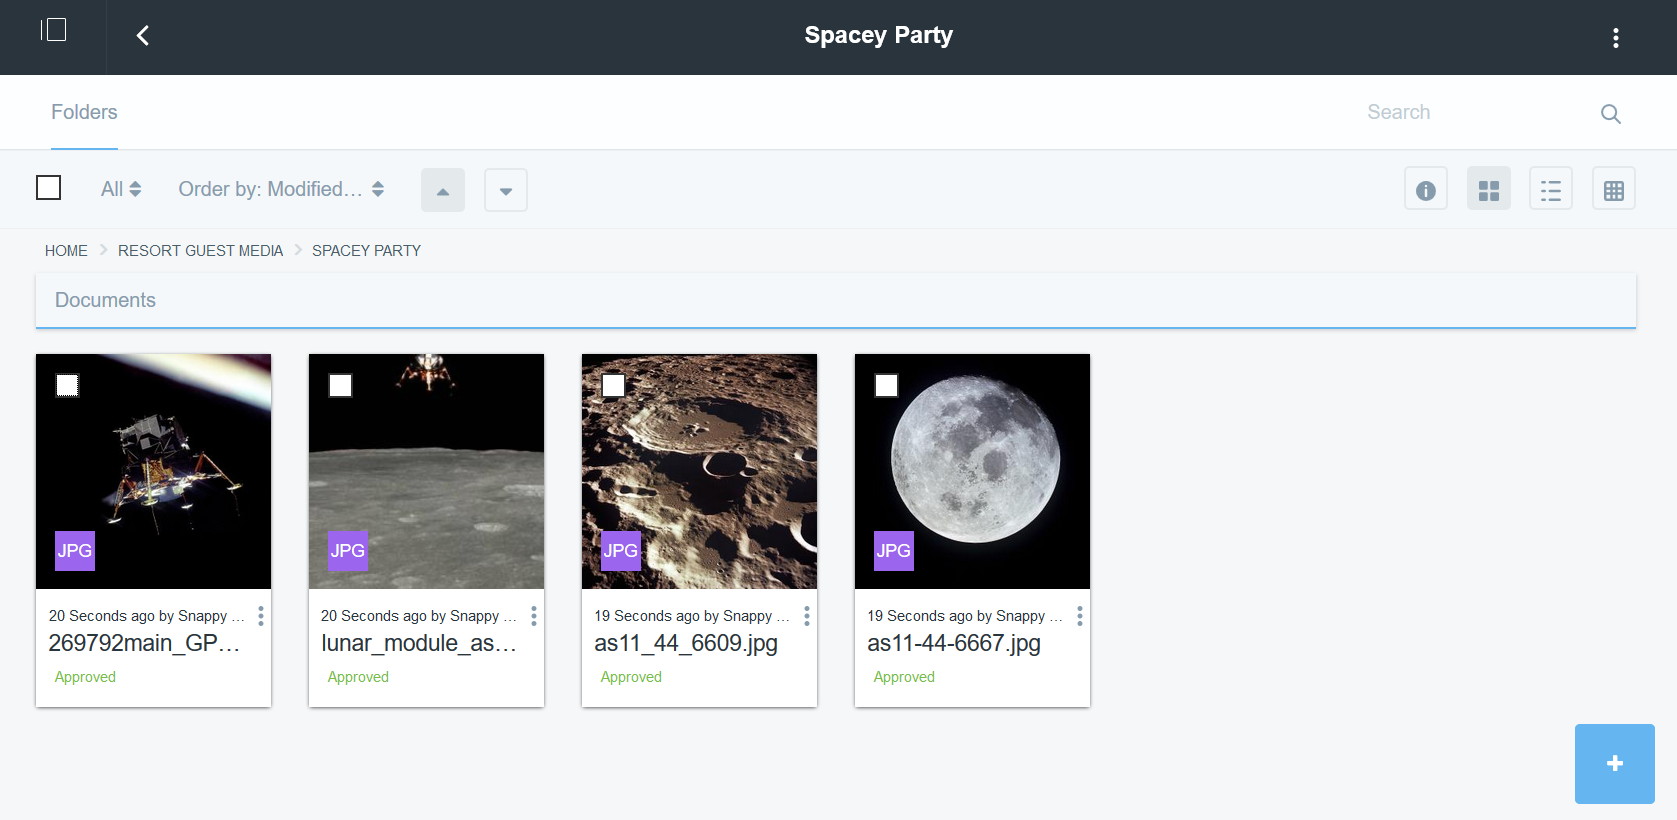 Spacey Party
Folders
Search
All
Order by: Modified...
HOME
RESORT GUEST MEDIA
SPACEY PARTY
Documents
JPG
JPG
JPG
JPG
20 Seconds ago by Snappy ...
269792main_GP...
Approved
20 Seconds ago by Snappy ...
lunar_module_as...
Approved
19 Seconds ago by Snappy ...
as11_44_6609.jpg
Approved
19 Seconds ago by Snappy ...
as11-44-6667.jpg
Approved